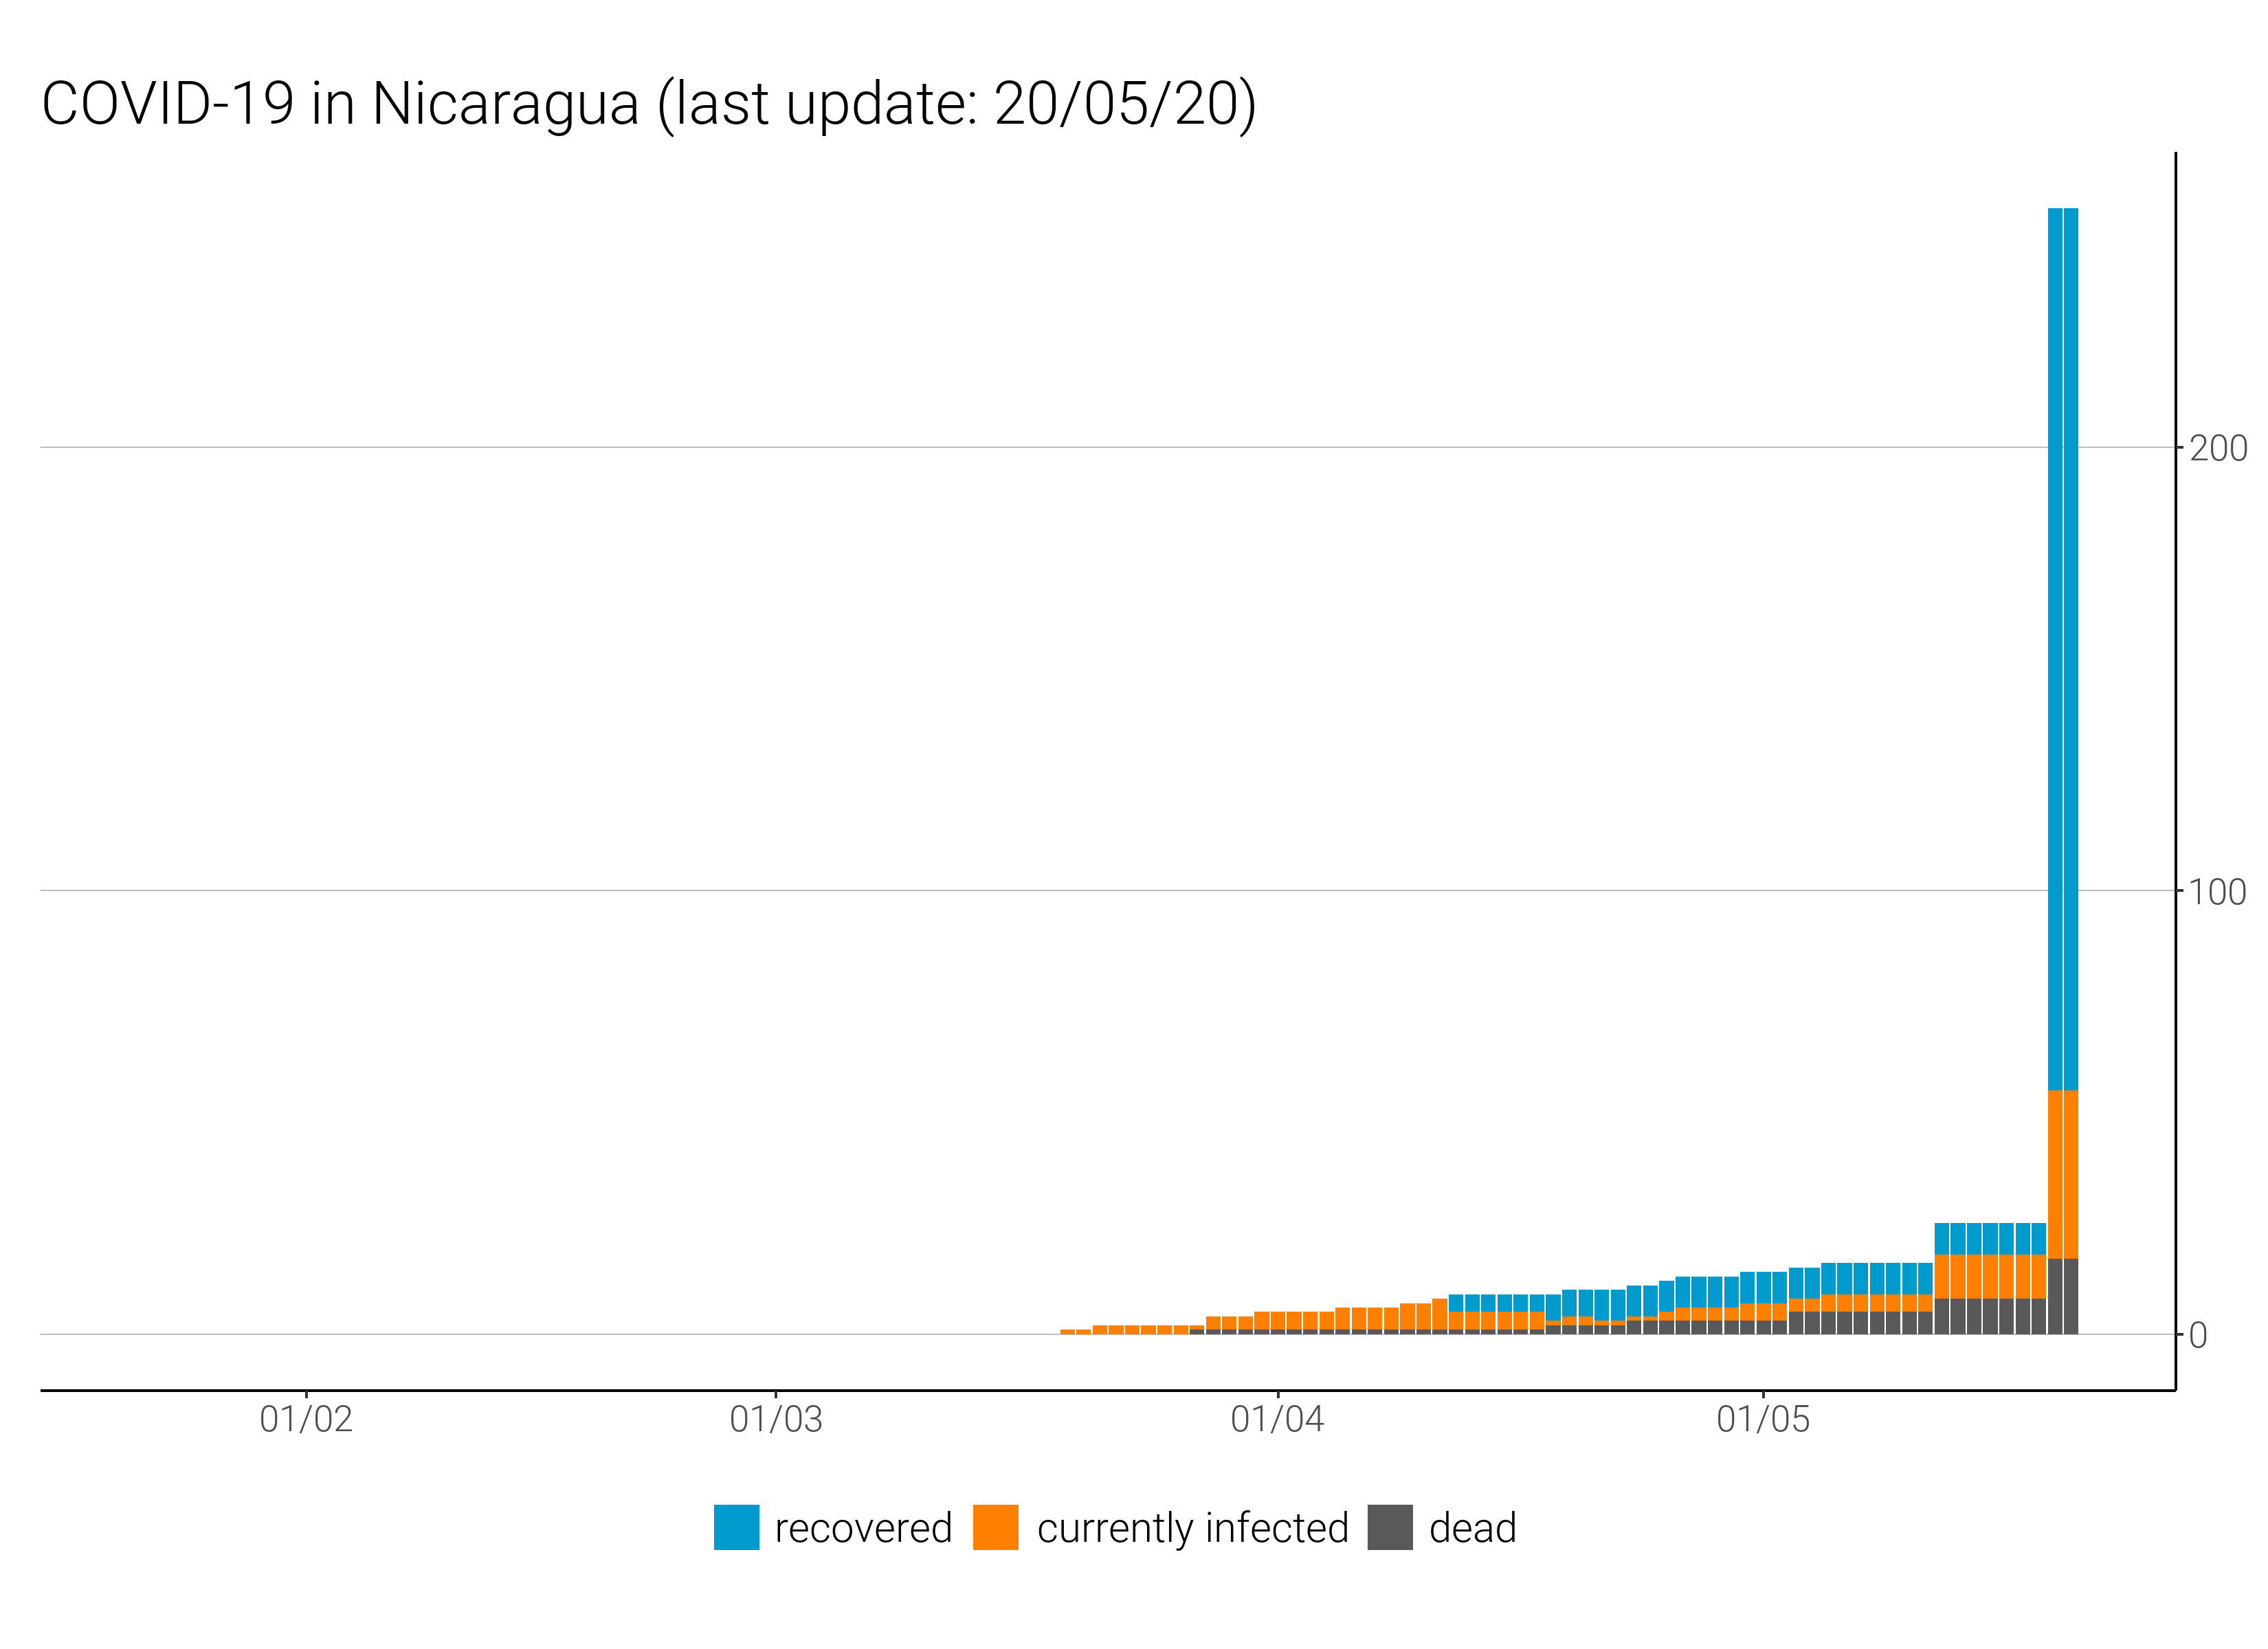 COVID-19 in Nicaragua (last update: 20/05/20)
200
100
0
01/02 01/03 01/04 01/05
recovered currently infected dead